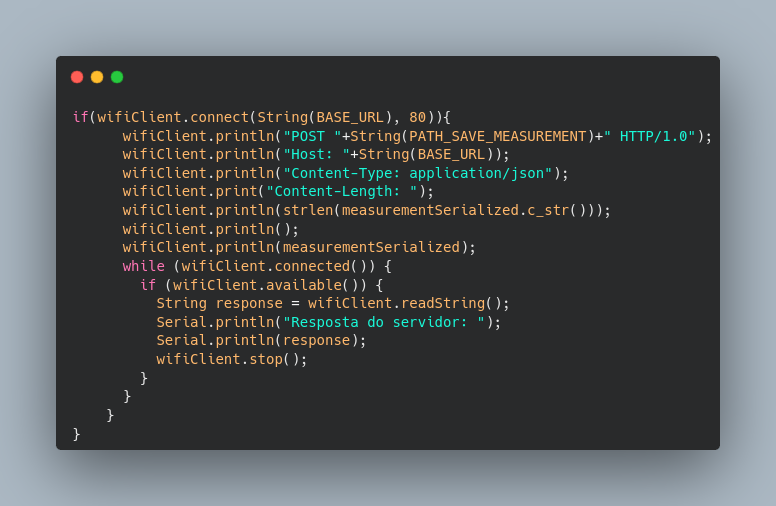 if(wifiClient.connect(String(BASE_URL), 80)){
      wifiClient.println("POST "+String(PATH_SAVE_MEASUREMENT)+" HTTP/1.0");
      wifiClient.println("Host: "+String(BASE_URL));
      wifiClient.println("Content-Type: application/json");
      wifiClient.print("Content-Length: ");
      wifiClient.println(strlen(measurementSerialized.c_str()));
      wifiClient.println();
      wifiClient.println(measurementSerialized);
      while (wifiClient.connected()) {
        if (wifiClient.available()) {
          String response = wifiClient.readString();
          Serial.println("Resposta do servidor: ");
          Serial.println(response);
          wifiClient.stop();
        }
      }
    }
}